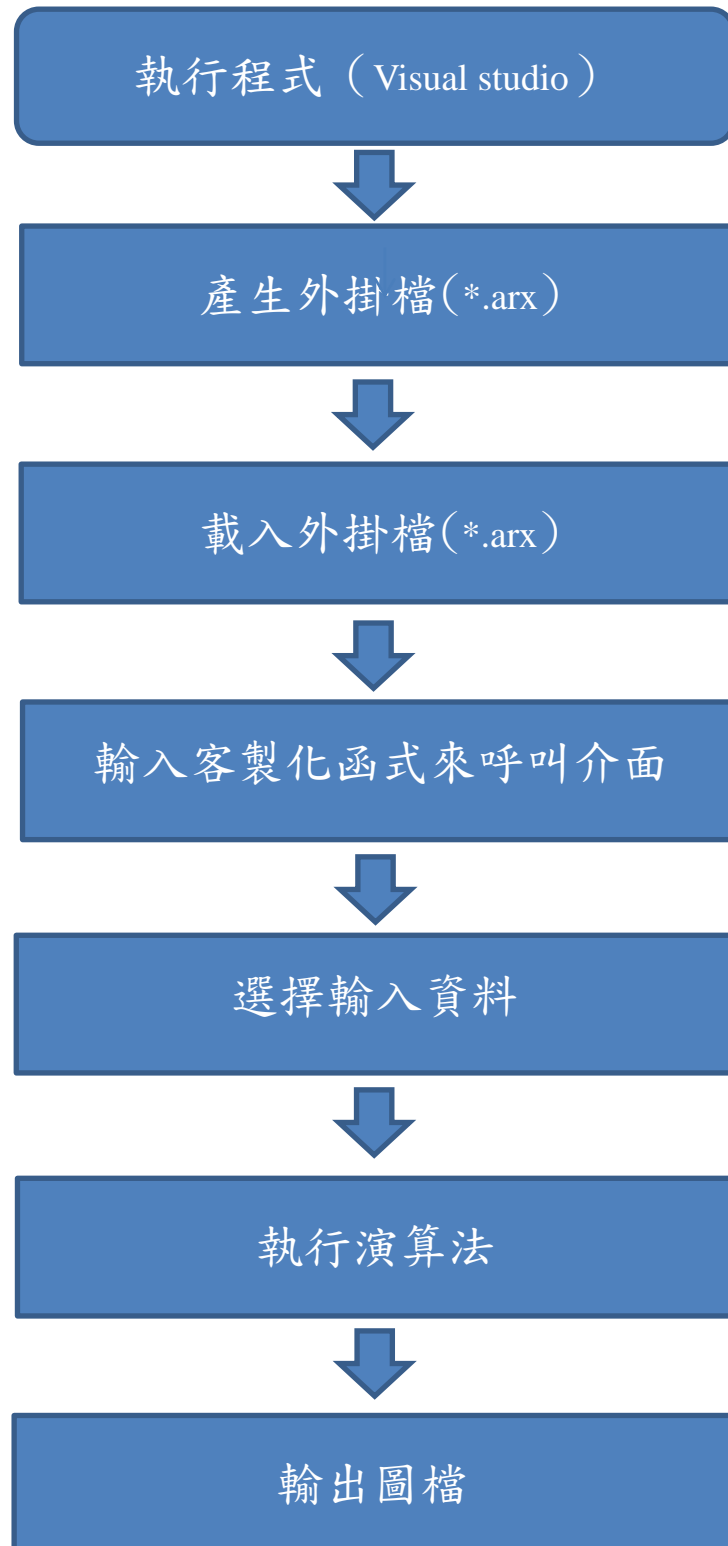 執行程式（Visual studio）
產生外掛檔(*.arx)
載入外掛檔(*.arx)
輸入客製化函式來呼叫介面
選擇輸入資料
執行演算法
輸出圖檔